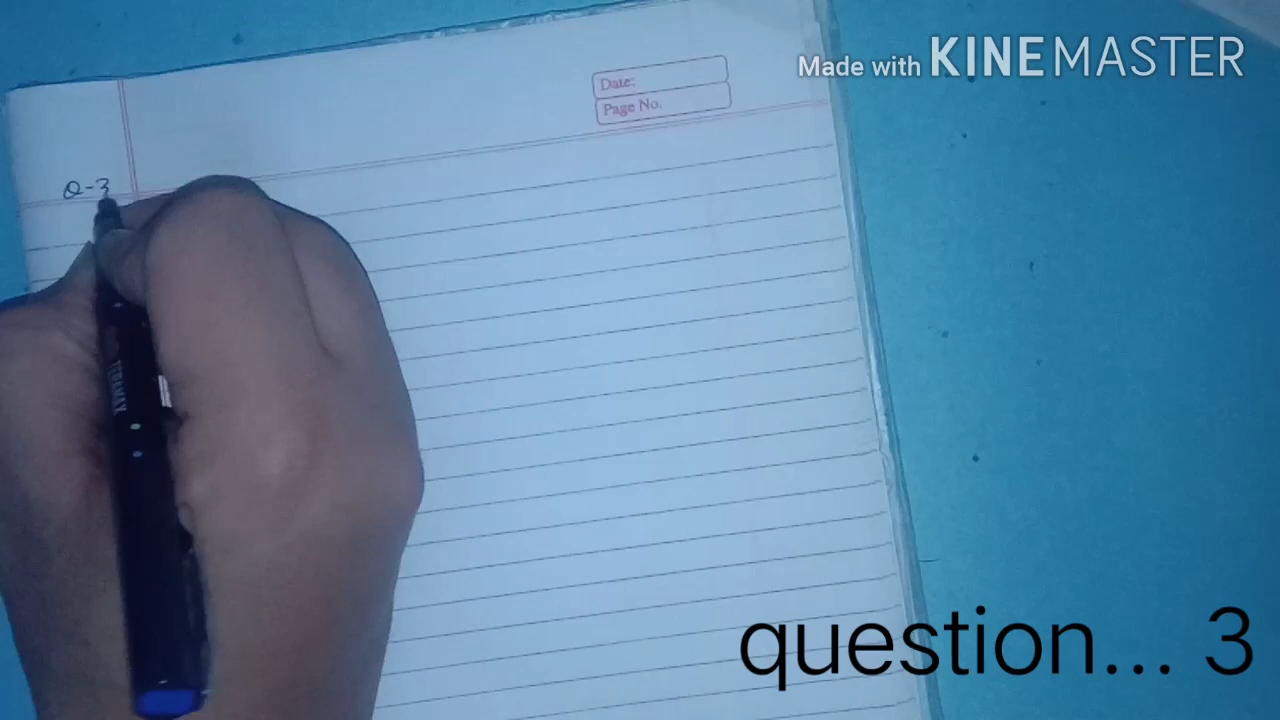 Made with KINEMASTER
Date:
Page No.
Q-3
question... 3